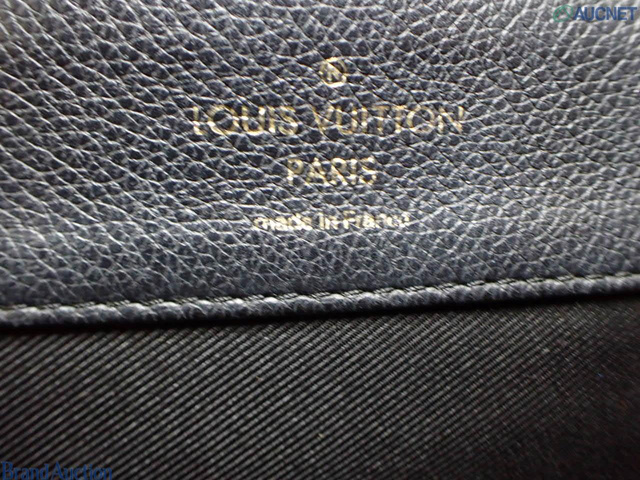 AUCNET
LOUIS VUITTON
PARIS
made in France
Brand Auction